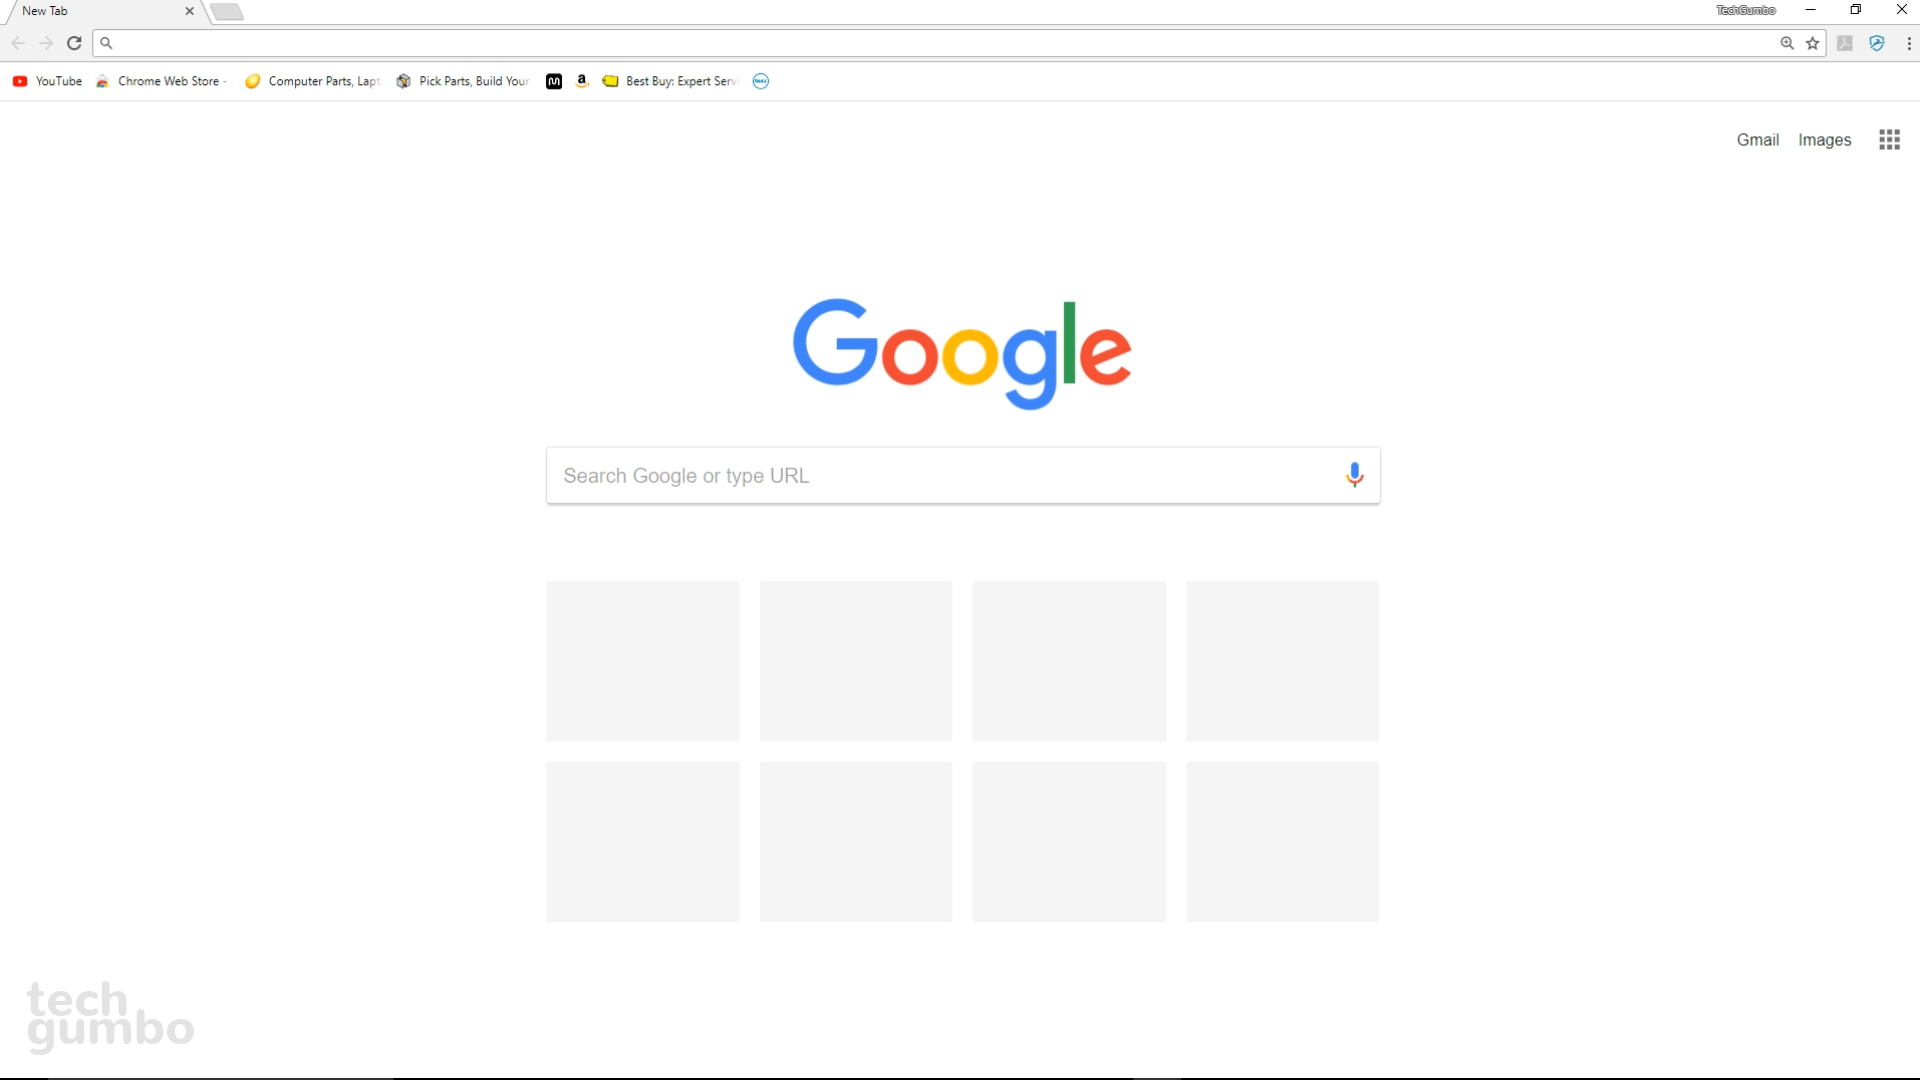 New Tab
TechGumbo
YouTube
Chrome Web Store -
Computer Parts, Lapt
Pick Parts, Build Your
a
Best Buy: Expert Serv
DELL
Gmail
Images
Google
Search Google or type URL
tech
gumbo